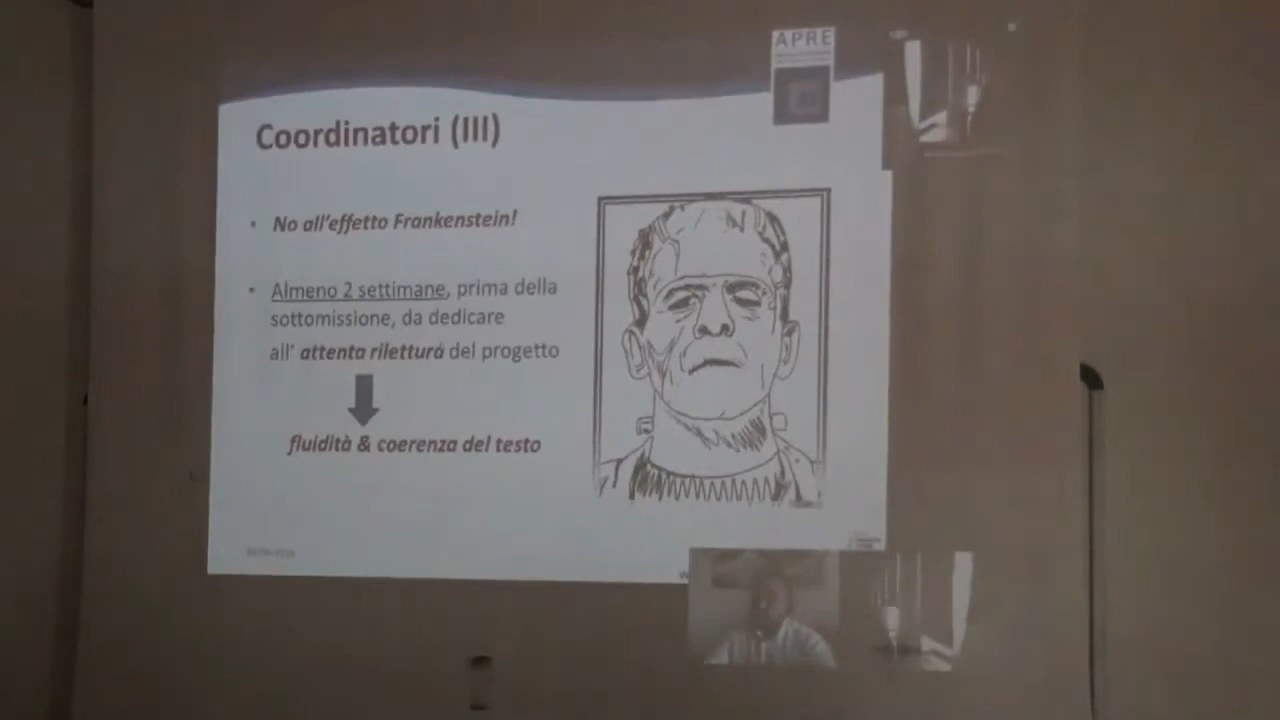 APRE
Coordinatori (III)
• No all'effetto Frankenstein!
• Almeno 2 settimane, prima della
sottomissione, da dedicare
all' attenta rilettura del progetto
fluidità & coerenza del testo